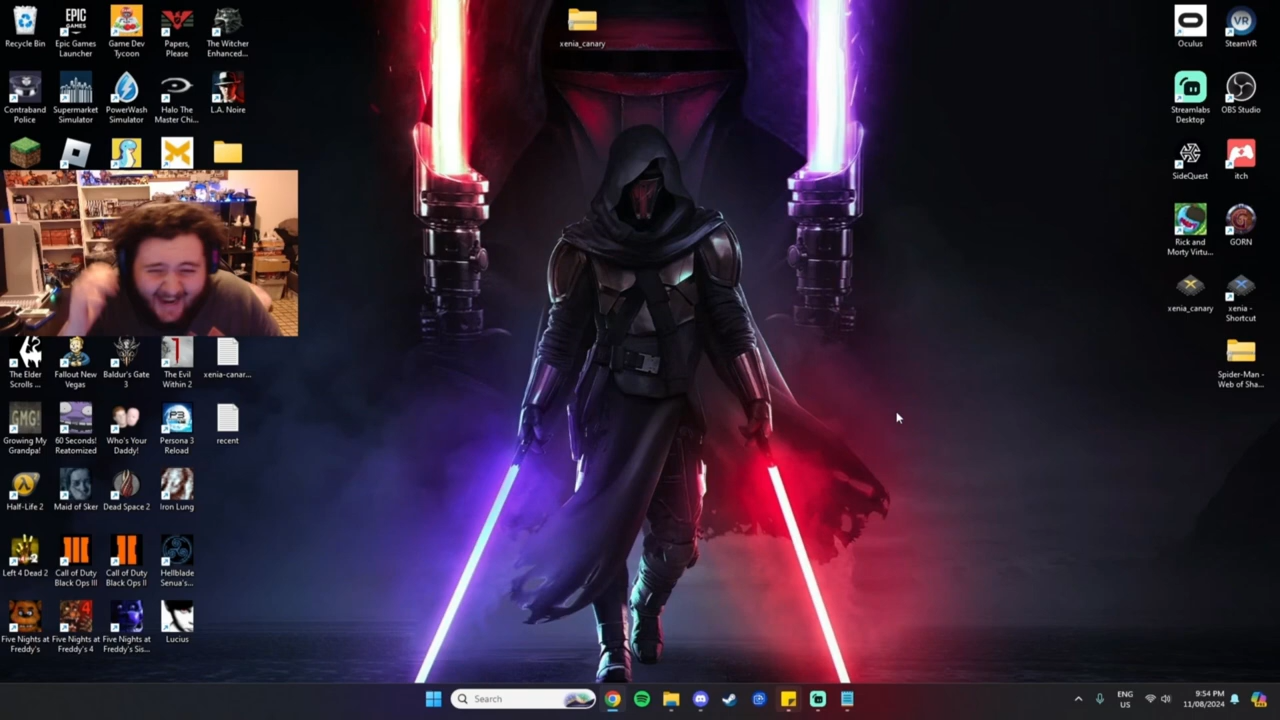 Recycle Bin
Epic Games
Launcher
Game Dev
Tycoon
Papers,
Please
The Witcher
Enhanced...
xenia_canary
Oculus
SteamVR
EPIC
GAMES
VR
Contraband
Police
Supermarket
Simulator
PowerWash
Simulator
Halo The
Master Chi...
L.A. Noire
Streamlabs
Desktop
OBS Studio
SideQuest
itch
Rick and
Morty Virtu...
GORN
xenia_canary
xenia -
Shortcut
Spider-Man -
Web of Sha...
The Elder
Scrolls ...
Fallout New
Vegas
Baldur's Gate
3
The Evil
Within 2
xenia-canar...
GMG!
P3
Growing My
Grandpa!
60 Seconds!
Reatomized
Who's Your
Daddy!
Persona 3
Reload
recent
Half-Life 2
Maid of Sker
Dead Space 2
Iron Lung
Left 4 Dead 2
Call of Duty
Black Ops III
Call of Duty
Black Ops II
Hellblade
Senua's...
Five Nights at
Freddy's
Five Nights at
Freddy's 4
Five Nights at
Freddy's Sis...
Lucius
Search
ENG
US
9:54 PM
11/08/2024